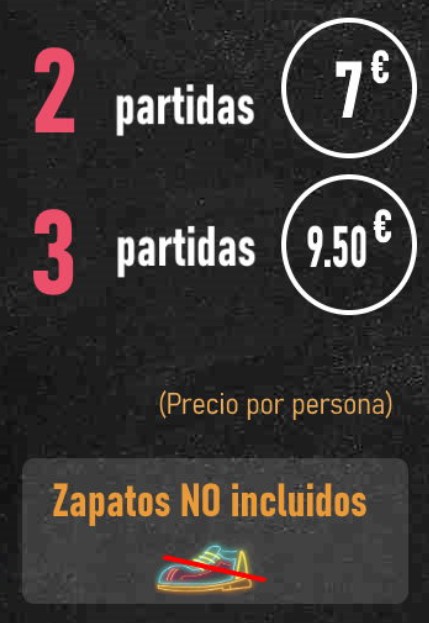 2 partidas 7€
3 partidas 9.50€
(Precio por persona)
Zapatos NO incluidos